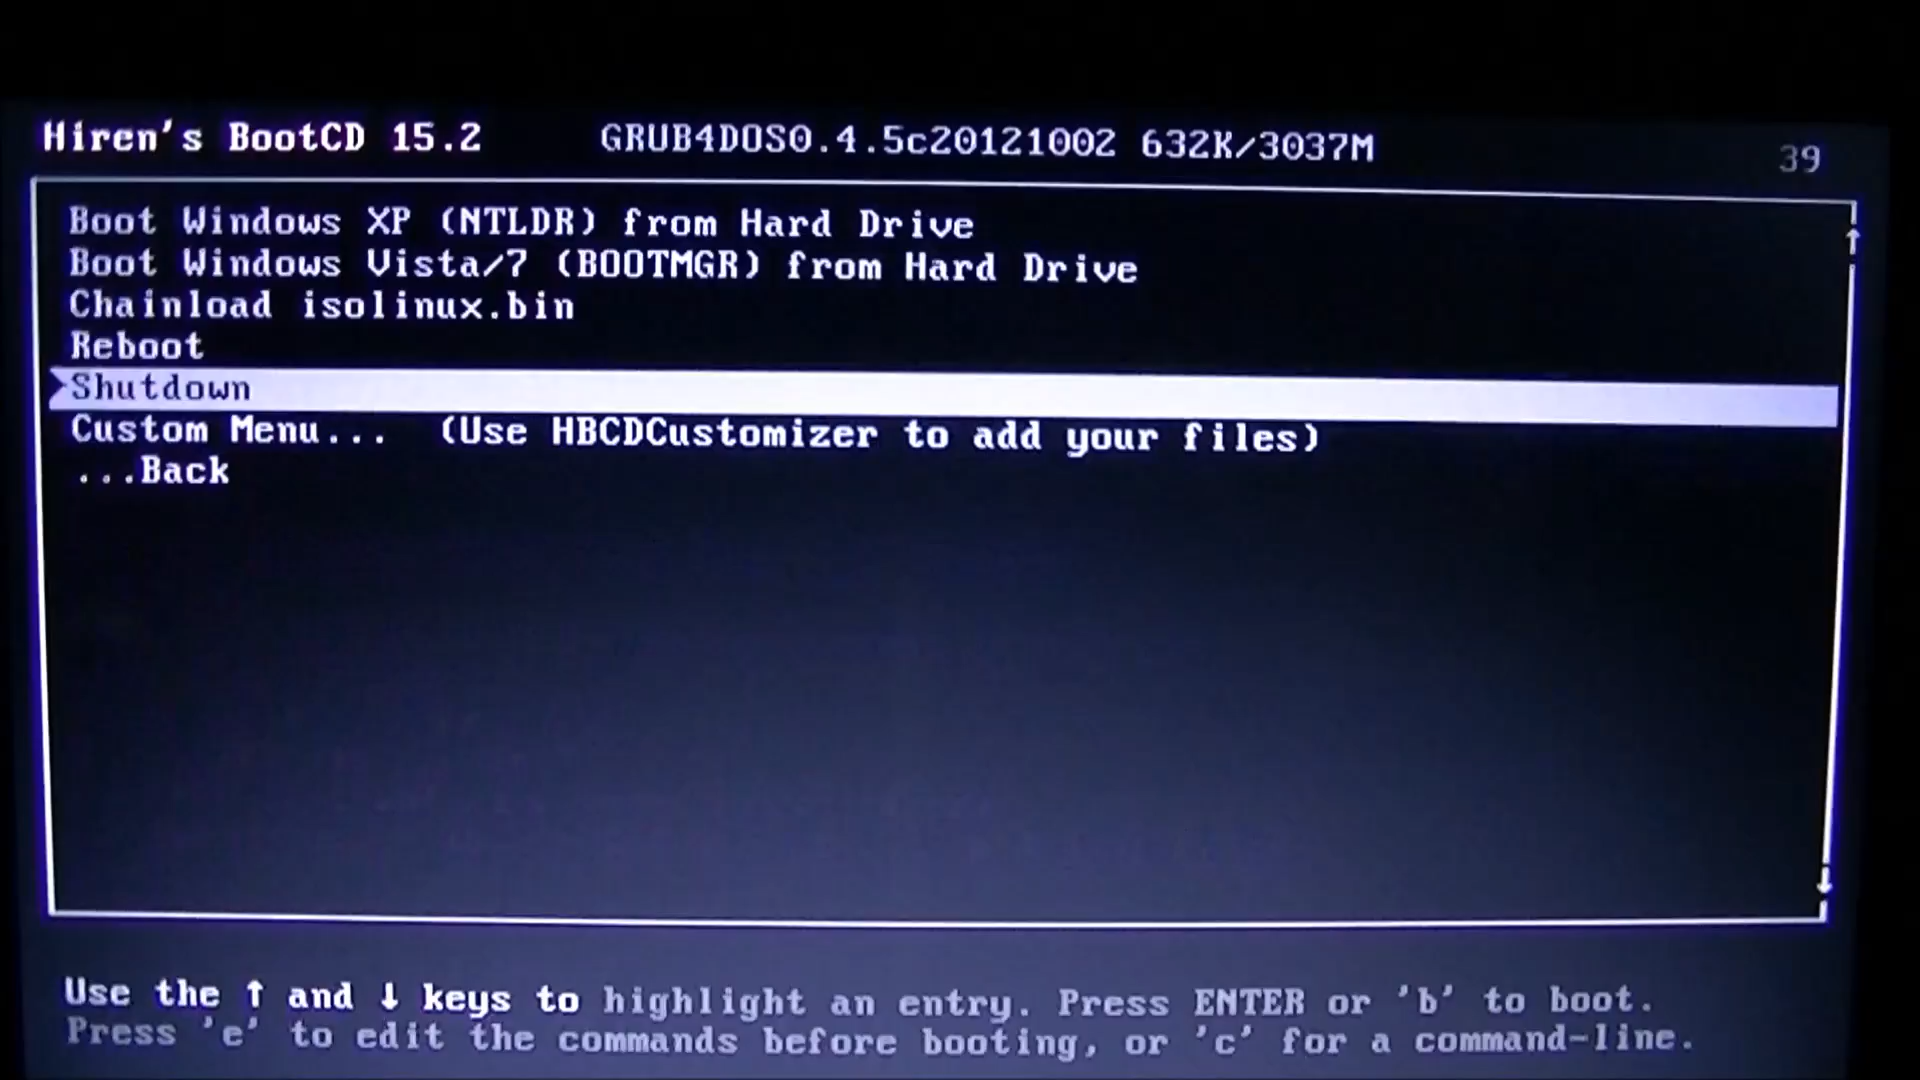 Hiren's BootCD 15.2 GRUB4DOS0.4.5c20121002 632K/3037M 39
Boot Windows XP (NTLDR) from Hard Drive
Boot Windows Vista/7 (BOOTMGR) from Hard Drive
Chainload isolinux.bin
Reboot
Shutdown
Custom Menu... (Use HBCDCustomizer to add your files)
...Back
Use the ↑ and ↓ keys to highlight an entry. Press ENTER or 'b' to boot.
Press 'e' to edit the commands before booting, or 'c' for a command-line.